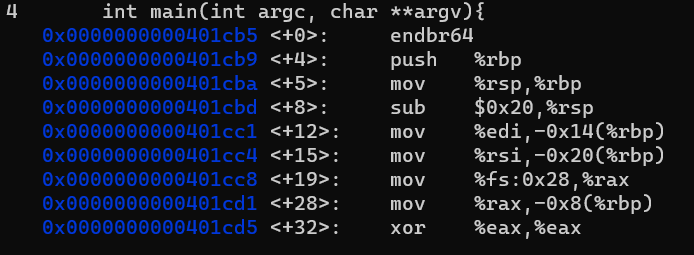 4       int main(int argc, char **argv){
   0x0000000000401cb5 <+0>:     endbr64
   0x0000000000401cb9 <+4>:     push   %rbp
   0x0000000000401cba <+5>:     mov    %rsp,%rbp
   0x0000000000401cbd <+8>:     sub    $0x20,%rsp
   0x0000000000401cc1 <+12>:    mov    %edi,-0x14(%rbp)
   0x0000000000401cc4 <+15>:    mov    %rsi,-0x20(%rbp)
   0x0000000000401cc8 <+19>:    mov    %fs:0x28,%rax
   0x0000000000401cd1 <+28>:    mov    %rax,-0x8(%rbp)
   0x0000000000401cd5 <+32>:    xor    %eax,%eax